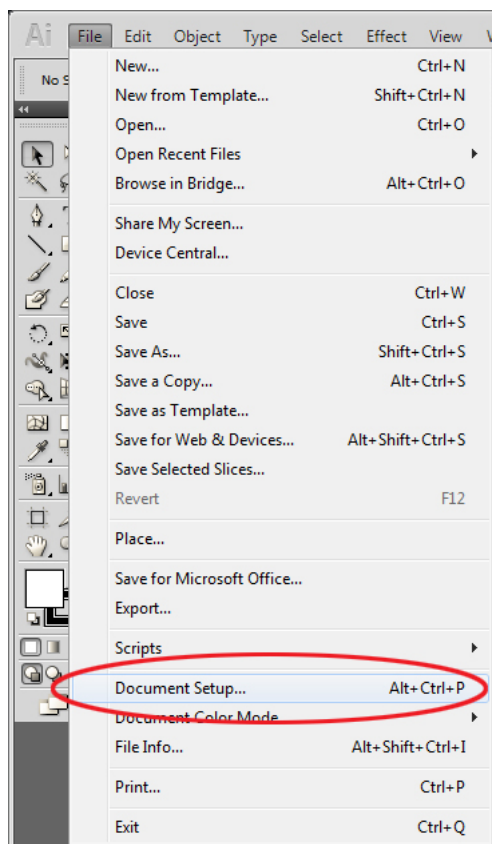 Ai File Edit Object Type Select Effect View
No S
New... Ctrl+N
New from Template... Shift+Ctrl+N
Open... Ctrl+O
Open Recent Files
Browse in Bridge... Alt+Ctrl+O
Share My Screen...
Device Central...
Close Ctrl+W
Save Ctrl+S
Save As... Shift+Ctrl+S
Save a Copy... Alt+Ctrl+S
Save as Template...
Save for Web & Devices... Alt+Shift+Ctrl+S
Save Selected Slices...
Revert F12
Place...
Save for Microsoft Office...
Export...
Scripts
Document Setup... Alt+Ctrl+P
Document Color Mode
File Info... Alt+Shift+Ctrl+I
Print... Ctrl+P
Exit Ctrl+Q